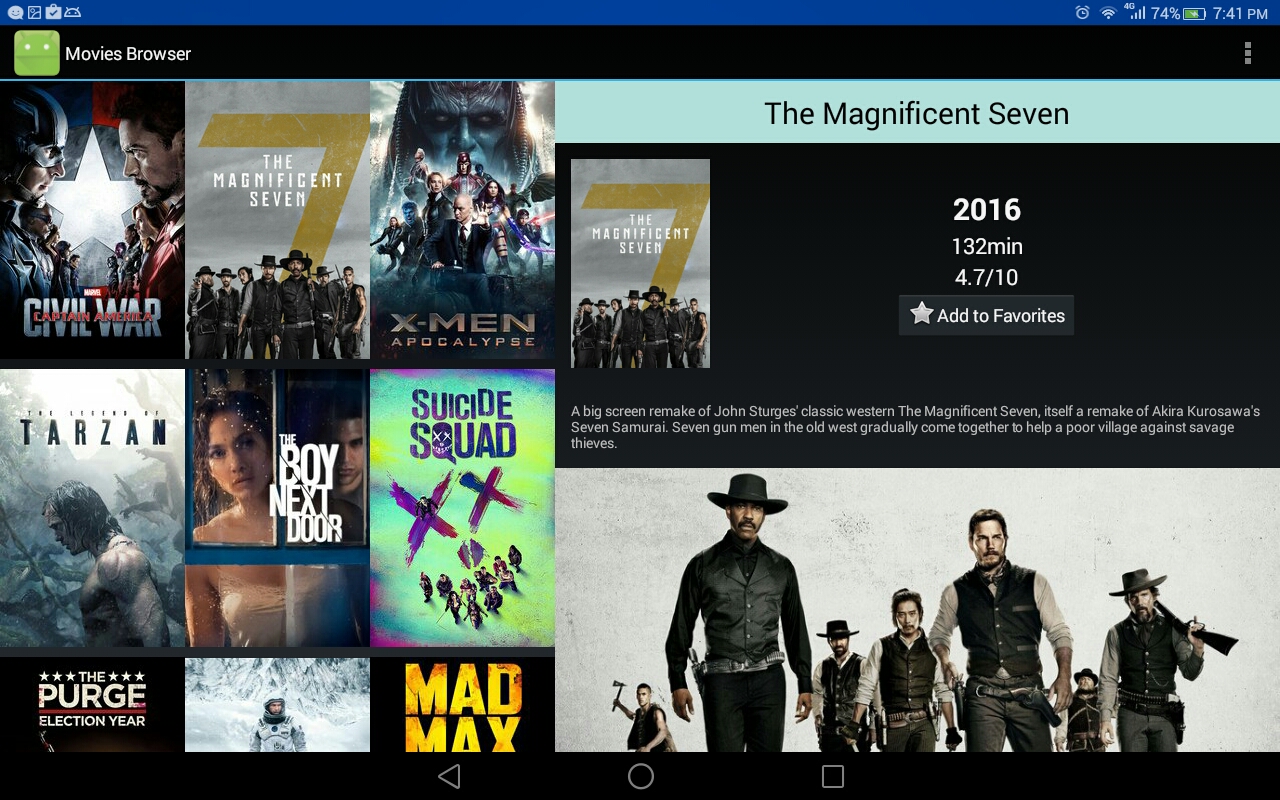 4G
74%
7:41 PM
Movies Browser
MARVEL
CAPTAIN AMERICA
CIVIL WAR
THE
MAGNIFICENT
SEVEN
7
X-MEN
APOCALYPSE
THE LEGEND OF
TARZAN
THE
BOY
NEXT
DOOR
SUICIDE
SQUAD
THE
PURGE
ELECTION YEAR
MAD
MAX
The Magnificent Seven
THE
MAGNIFICENT
SEVEN
7
2016
132min
4.7/10
Add to Favorites
A big screen remake of John Sturges' classic western The Magnificent Seven, itself a remake of Akira Kurosawa's
Seven Samurai. Seven gun men in the old west gradually come together to help a poor village against savage
thieves.